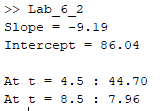 >> Lab_6_2
Slope = -9.19
Intercept = 86.04
At t = 4.5 : 44.70
At t = 8.5 : 7.96